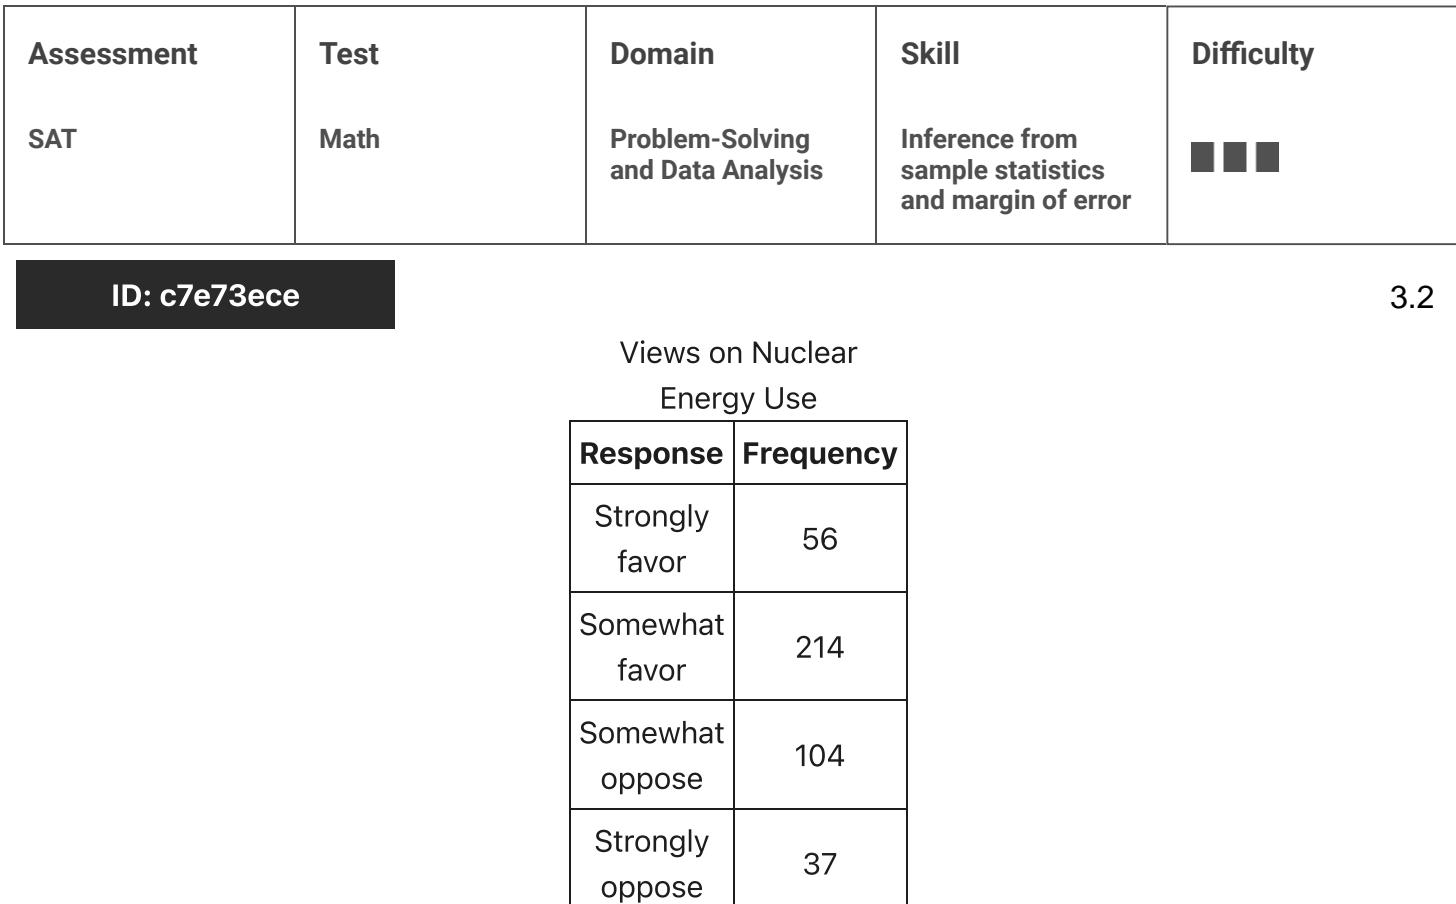 Assessment
Test
Domain
Skill
Difficulty
SAT
Math
Problem-Solving
and Data Analysis
Inference from
sample statistics
and margin of error
ID: c7e73ece
3.2
Views on Nuclear
Energy Use
Response
Frequency
Strongly
favor
56
Somewhat
favor
214
Somewhat
oppose
104
Strongly
oppose
37